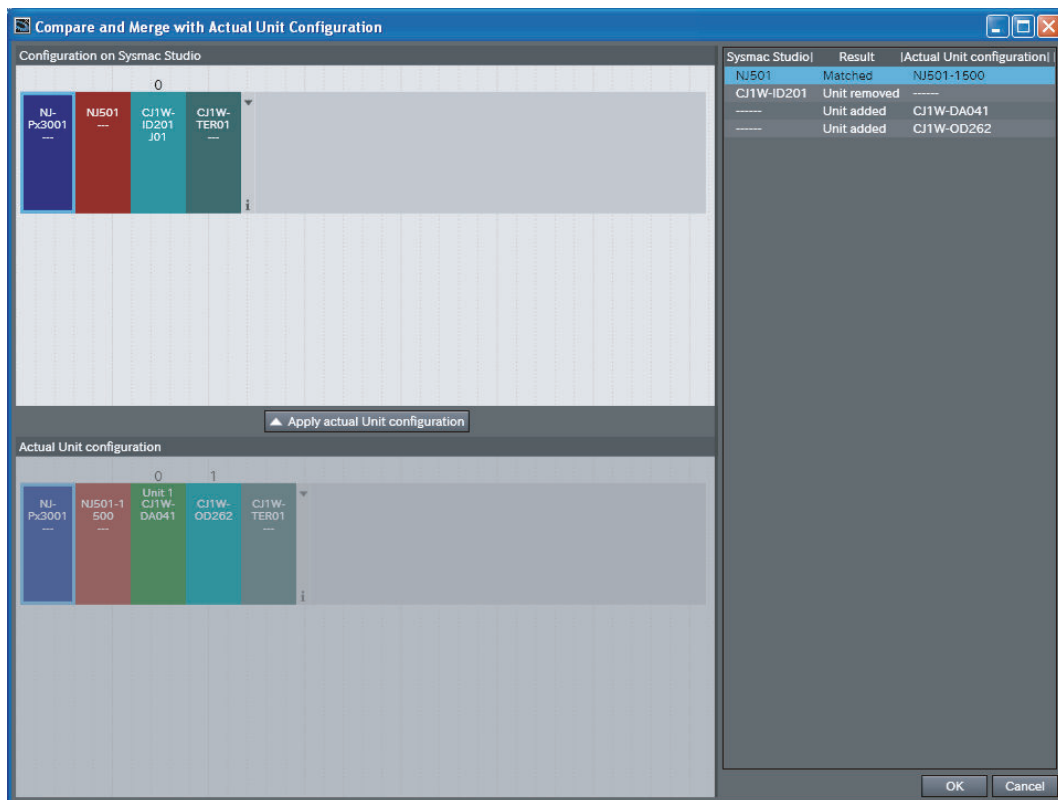 Compare and Merge with Actual Unit Configuration
Configuration on Sysmac Studio
0
NJ-
Px3001
---
NJ501
---
CJ1W-
ID201
J01
CJ1W-
TER01
---
i
Apply actual Unit configuration
Actual Unit configuration
0
1
NJ-
Px3001
---
NJ501-1
500
---
Unit 1
CJ1W-
DA041
CJ1W-
OD262
CJ1W-
TER01
---
i
Sysmac Studio| Result |Actual Unit configuration| |
NJ501 Matched NJ501-1500
CJ1W-ID201 Unit removed ------
------ Unit added CJ1W-DA041
------ Unit added CJ1W-OD262
OK
Cancel